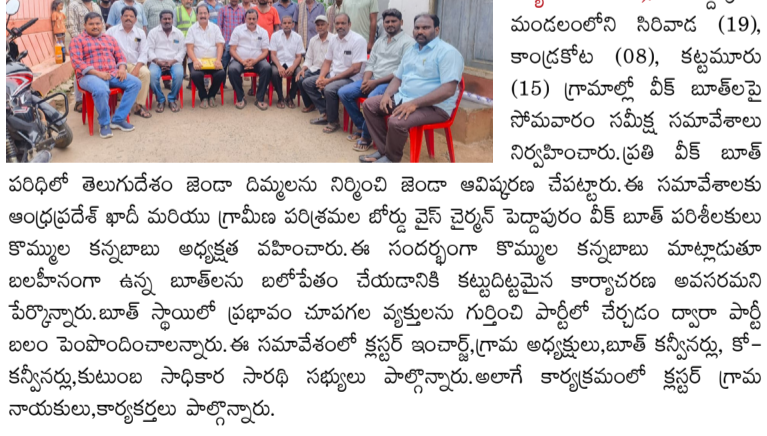 మండలంలోని సిరివాడ (19),
కాండ్రకోట (08), కట్టమూరు
(15) గ్రామాల్లో వీక్ బూత్‌లపై
సోమవారం సమీక్ష సమావేశాలు
నిర్వహించారు.ప్రతి వీక్ బూత్
పరిధిలో తెలుగుదేశం జెండా దిమ్మలను నిర్మించి జెండా ఆవిష్కరణ చేపట్టారు.ఈ సమావేశాలకు
ఆంధ్రప్రదేశ్ ఖాదీ మరియు గ్రామీణ పరిశ్రమల బోర్డు వైస్ చైర్మన్ పెద్దాపురం వీక్ బూత్ పరిశీలకులు
కొమ్ముల కన్నబాబు అధ్యక్షత వహించారు.ఈ సందర్భంగా కొమ్ముల కన్నబాబు మాట్లాడుతూ
బలహీనంగా ఉన్న బూత్‌లను బలోపేతం చేయడానికి కట్టుదిట్టమైన కార్యాచరణ అవసరమని
పేర్కొన్నారు.బూత్ స్థాయిలో ప్రభావం చూపగల వ్యక్తులను గుర్తించి పార్టీలో చేర్చడం ద్వారా పార్టీ
బలం పెంపొందించాలన్నారు.ఈ సమావేశంలో క్లస్టర్ ఇంచార్జ్,గ్రామ అధ్యక్షులు,బూత్ కన్వీనర్లు, కో-
కన్వీనర్లు,కుటుంబ సాధికార సారథి సభ్యులు పాల్గొన్నారు.అలాగే కార్యక్రమంలో క్లస్టర్ గ్రామ
నాయకులు,కార్యకర్తలు పాల్గొన్నారు.